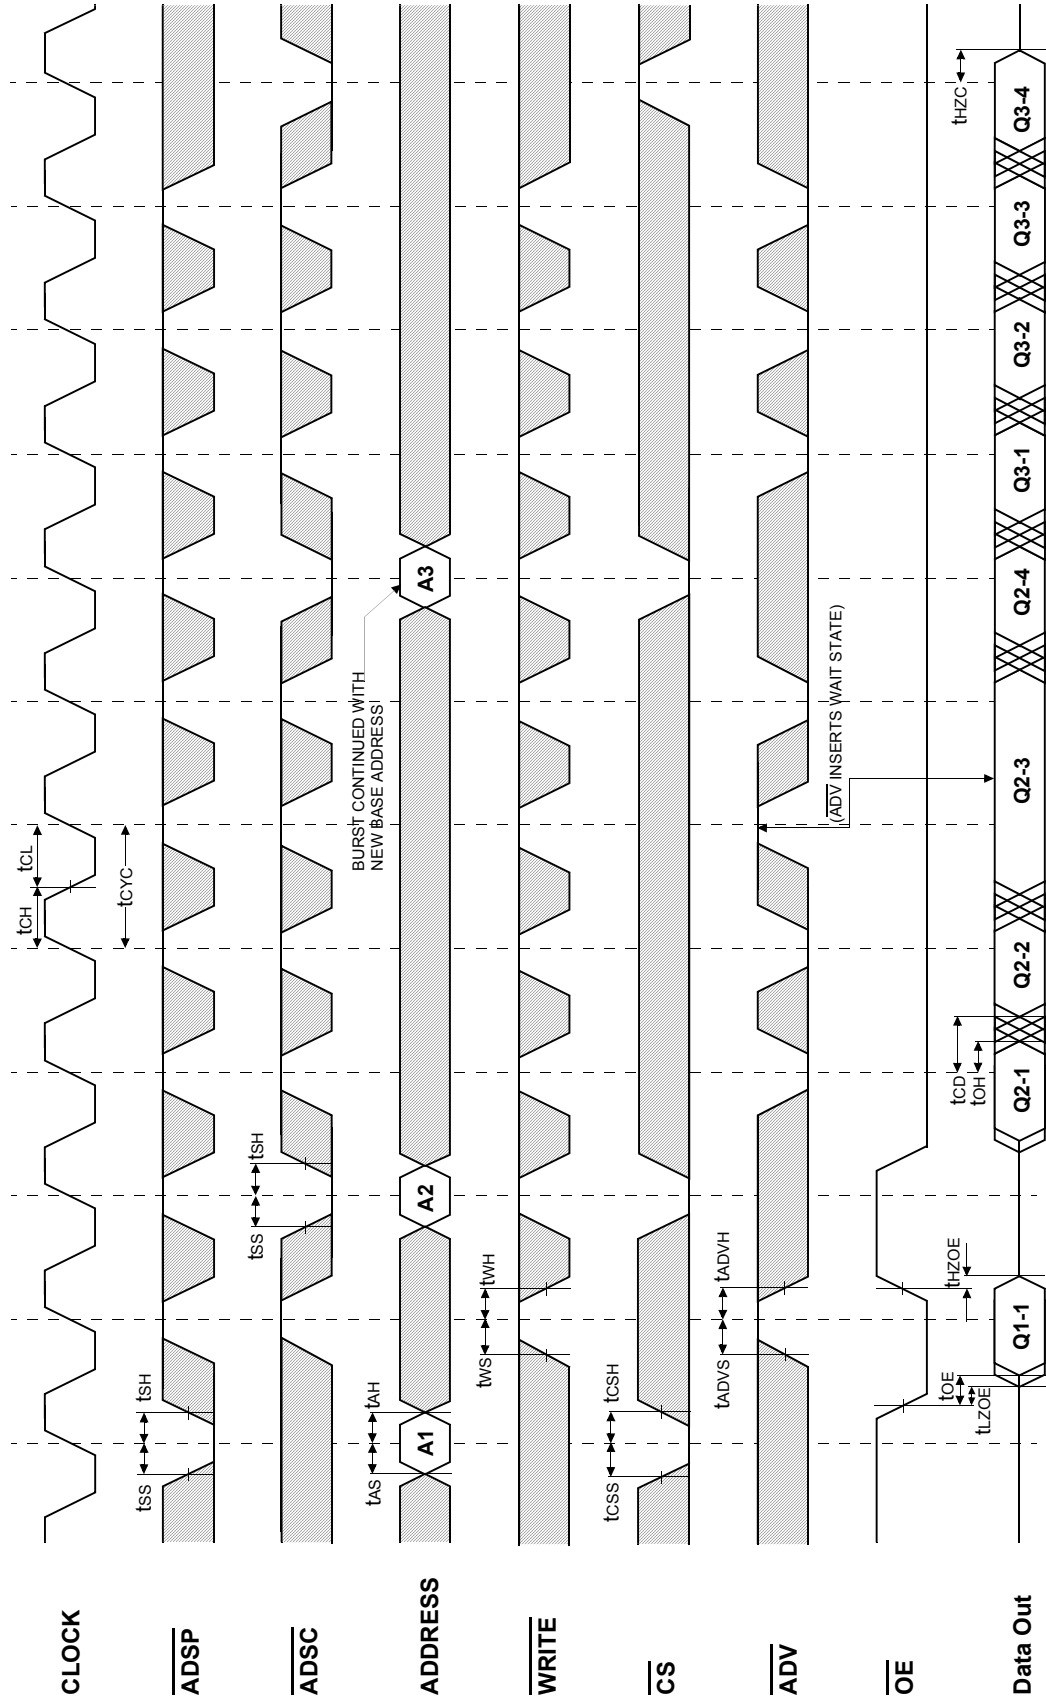 CLOCK
tCH
tCL
tCYC
ADSP
tSS
tSH
ADSC
tSS
tSH
BURST CONTINUED WITH
NEW BASE ADDRESS
ADDRESS
tAS
tAH
A1
A2
A3
WRITE
tWS
tWH
CS
tCSS
tCSH
ADV
tADVS
tADVH
(ADV INSERTS WAIT STATE)
OE
tOE
tLZOE
tHZOE
tCD
tOH
tHZC
Data Out
Q1-1
Q2-1
Q2-2
Q2-3
Q2-4
Q3-1
Q3-2
Q3-3
Q3-4